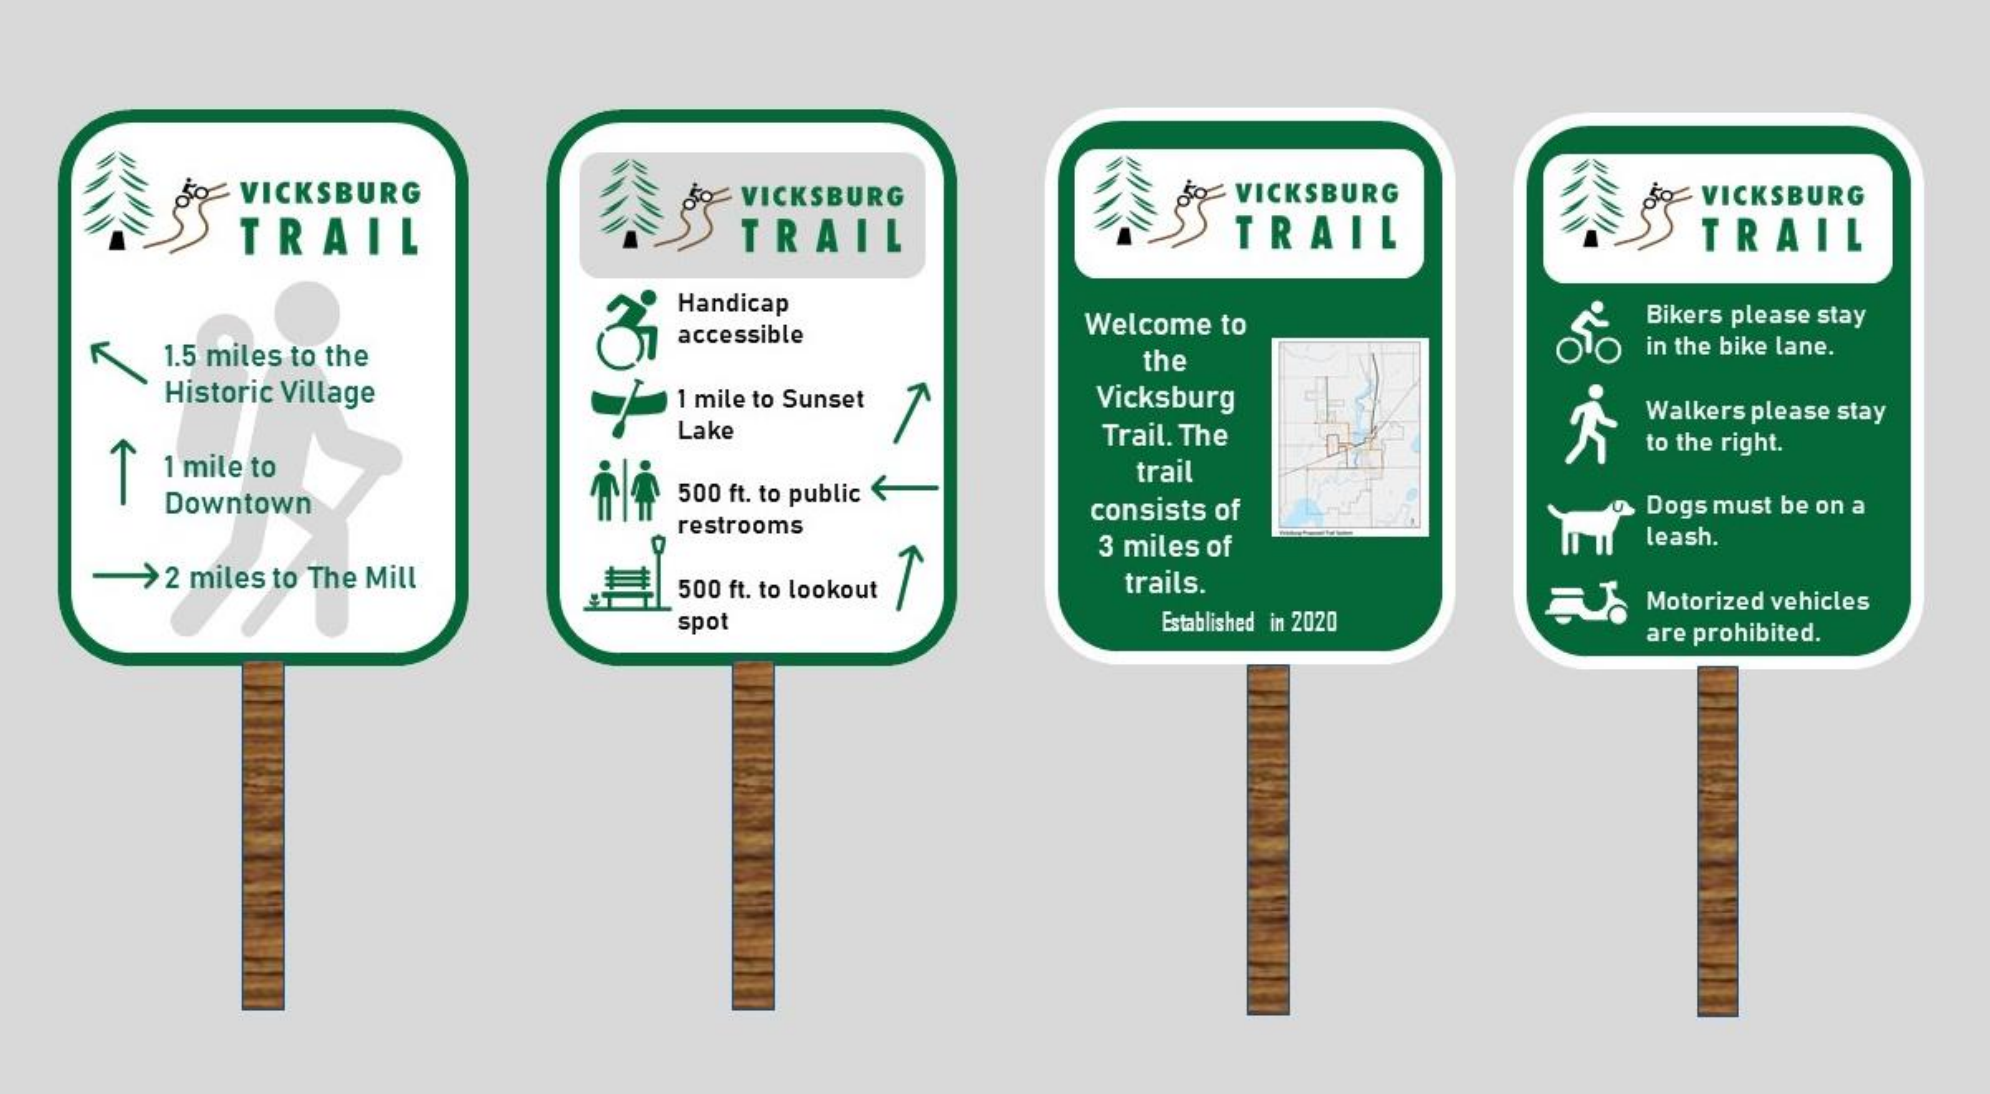 VICKSBURG
TRAIL
1.5 miles to the
Historic Village
1 mile to
Downtown
2 miles to The Mill
VICKSBURG
TRAIL
Handicap
accessible
1 mile to Sunset
Lake
500 ft. to public
restrooms
500 ft. to lookout
spot
VICKSBURG
TRAIL
Welcome to
the
Vicksburg
Trail. The
trail
consists of
3 miles of
trails.
Vicksburg Proposed Trail System
Established in 2020
VICKSBURG
TRAIL
Bikers please stay
in the bike lane.
Walkers please stay
to the right.
Dogs must be on a
leash.
Motorized vehicles
are prohibited.